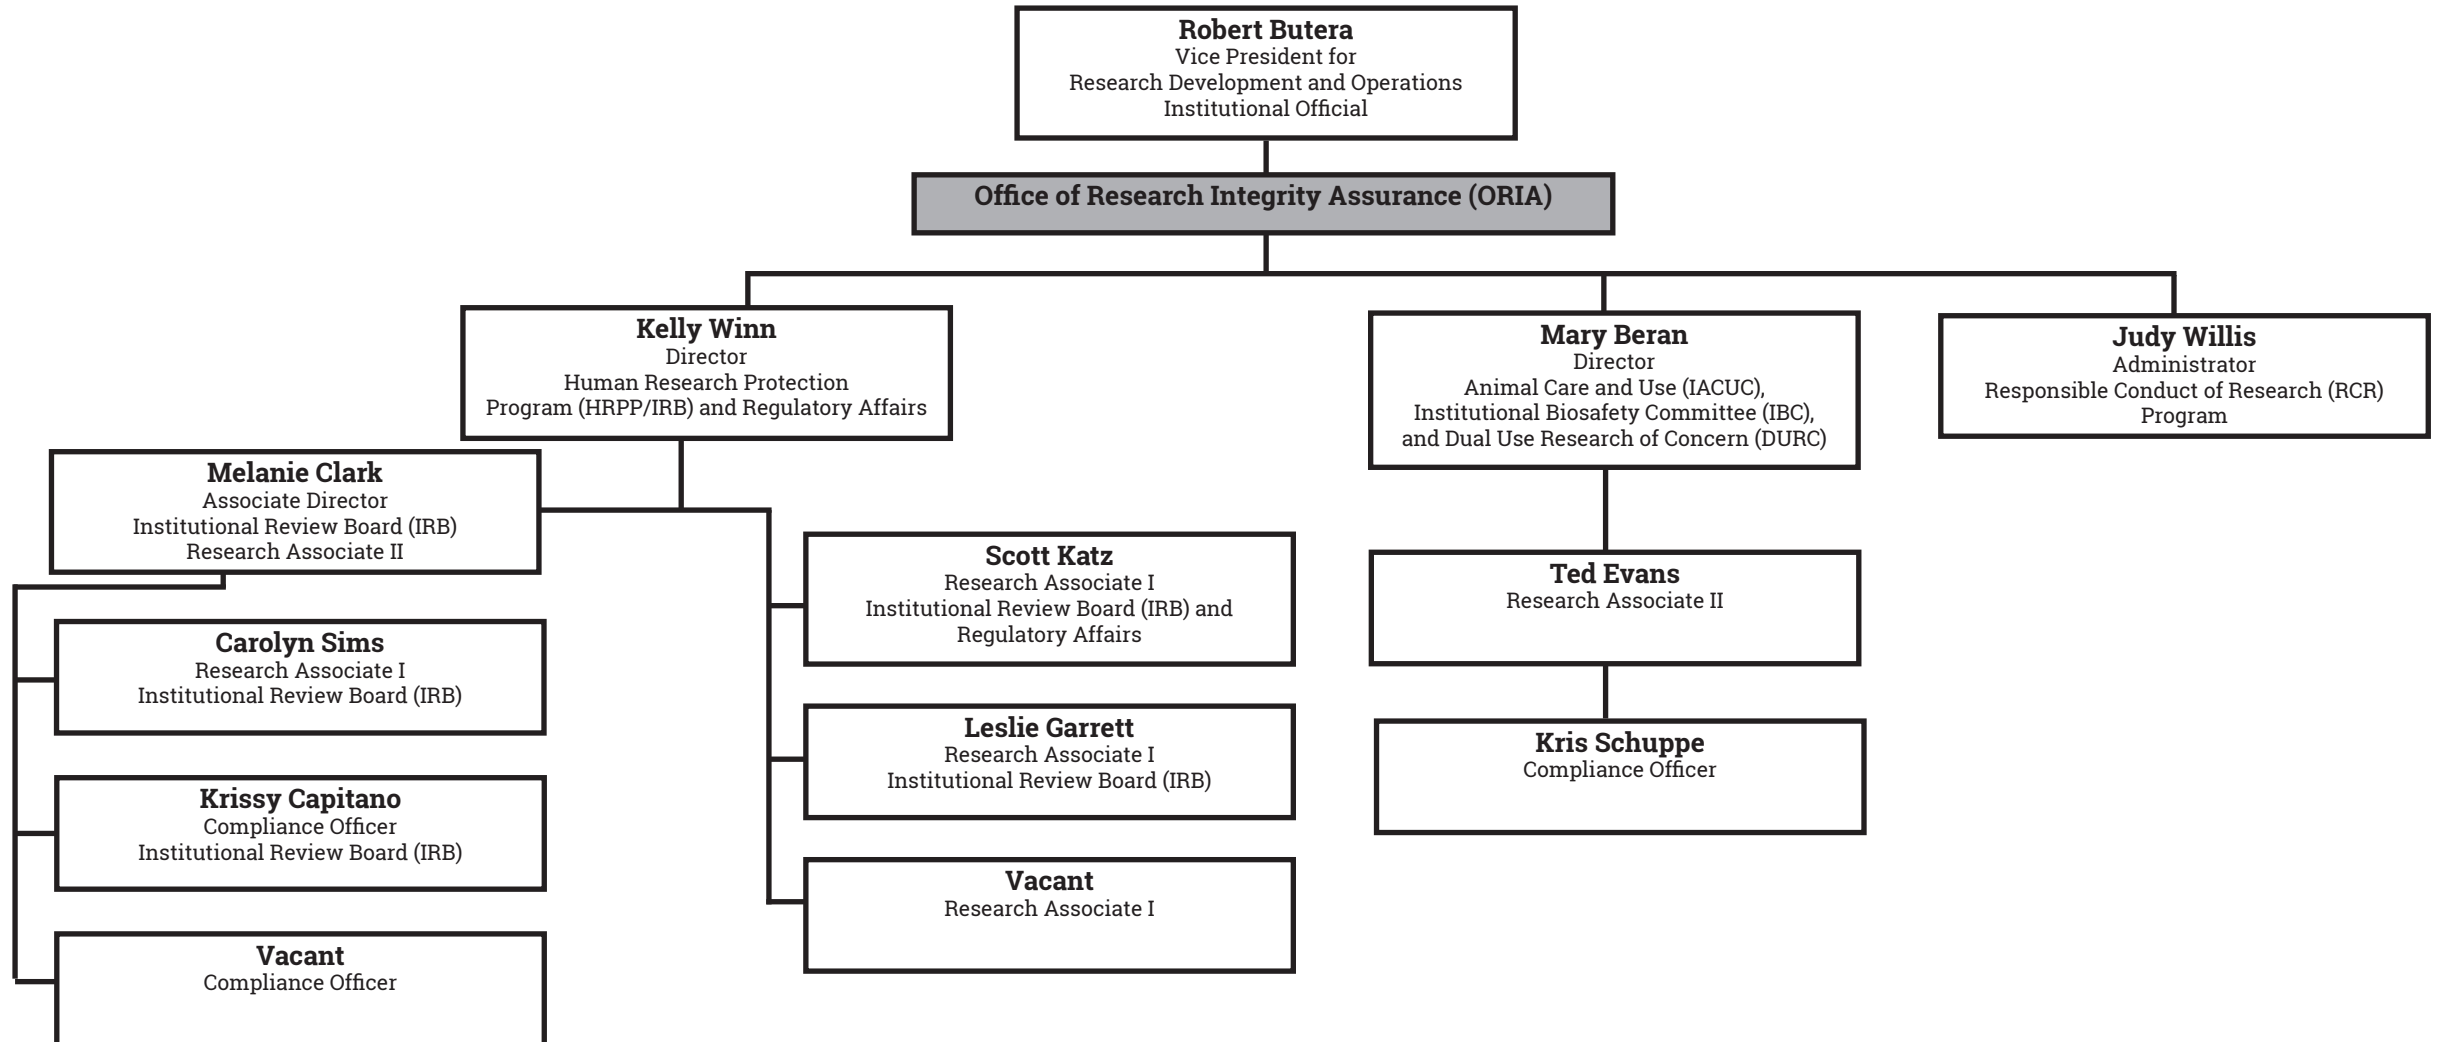 Robert Butera
Vice President for
Research Development and Operations
Institutional Official
Office of Research Integrity Assurance (ORIA)
Kelly Winn
Director
Human Research Protection
Program (HRPP/IRB) and Regulatory Affairs
Mary Beran
Director
Animal Care and Use (IACUC),
Institutional Biosafety Committee (IBC),
and Dual Use Research of Concern (DURC)
Judy Willis
Administrator
Responsible Conduct of Research (RCR)
Program
Melanie Clark
Associate Director
Institutional Review Board (IRB)
Research Associate II
Carolyn Sims
Research Associate I
Institutional Review Board (IRB)
Krissy Capitano
Compliance Officer
Institutional Review Board (IRB)
Vacant
Compliance Officer
Scott Katz
Research Associate I
Institutional Review Board (IRB) and
Regulatory Affairs
Leslie Garrett
Research Associate I
Institutional Review Board (IRB)
Vacant
Research Associate I
Ted Evans
Research Associate II
Kris Schuppe
Compliance Officer